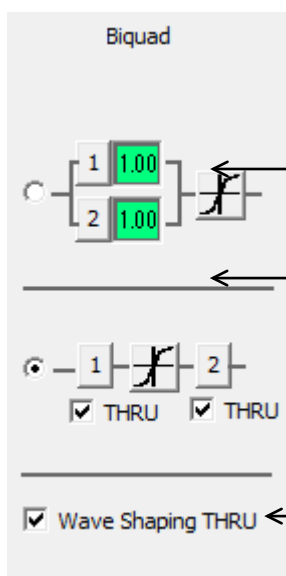 Biquad
1 1.00
2 1.00
1 2
THRU THRU
Wave Shaping THRU